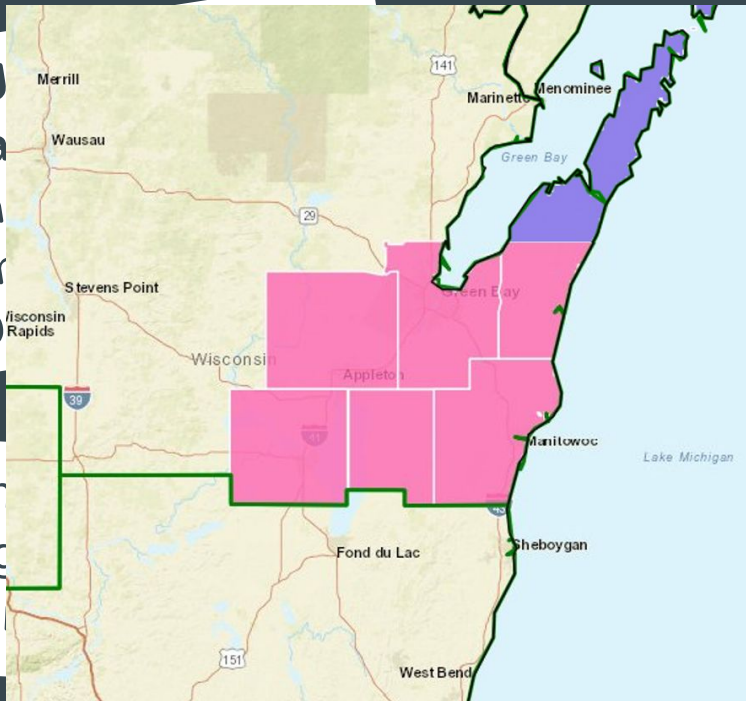 141
Merrill
Menominee
Marinette
Wausau
Green Bay
29
Stevens Point
Green Bay
Wisconsin
Rapids
Wisconsin
Appleton
39
41
Manitowoc
Lake Michigan
43
Sheboygan
Fond du Lac
151
West Bend